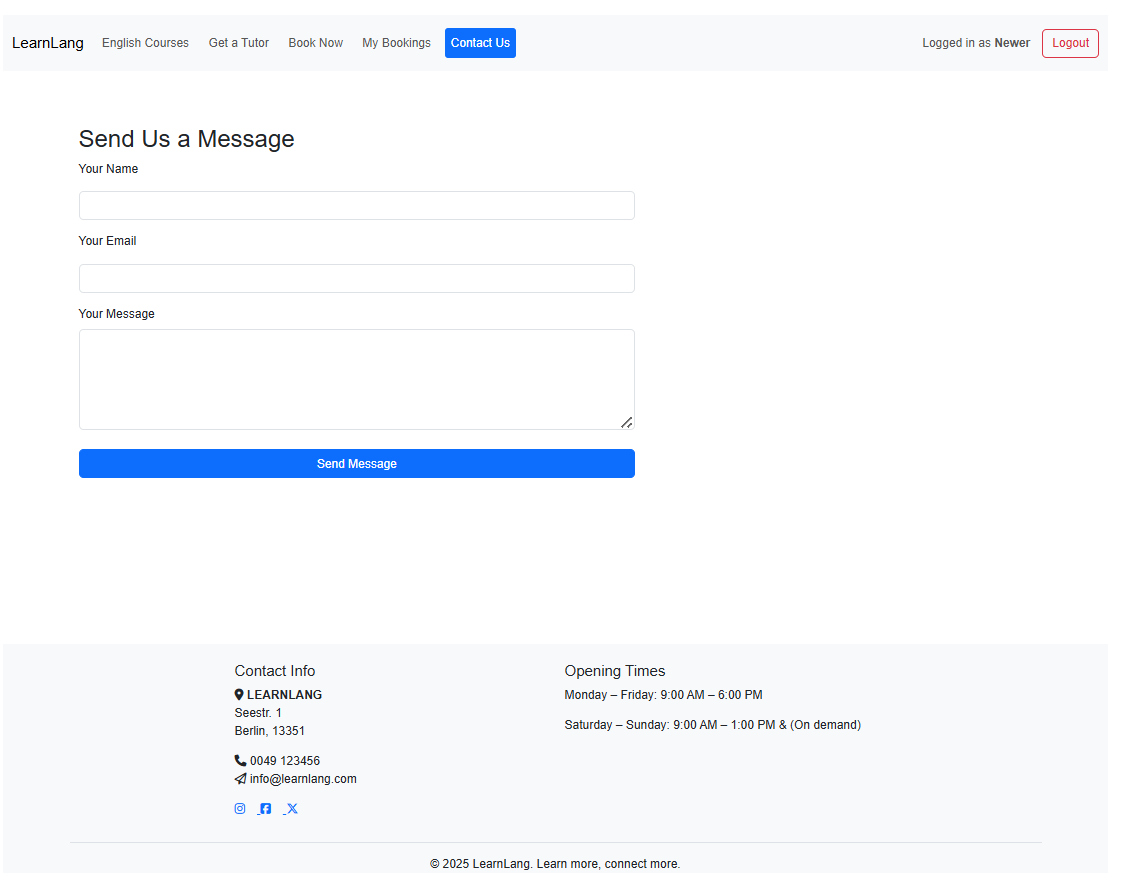 LearnLang English Courses Get a Tutor Book Now My Bookings Contact Us Logged in as Newer Logout
Send Us a Message
Your Name
Your Email
Your Message
Send Message
Contact Info
LEARNLANG
Seestr. 1
Berlin, 13351
0049 123456
info@learnlang.com
Opening Times
Monday – Friday: 9:00 AM – 6:00 PM
Saturday – Sunday: 9:00 AM – 1:00 PM & (On demand)
© 2025 LearnLang. Learn more, connect more.